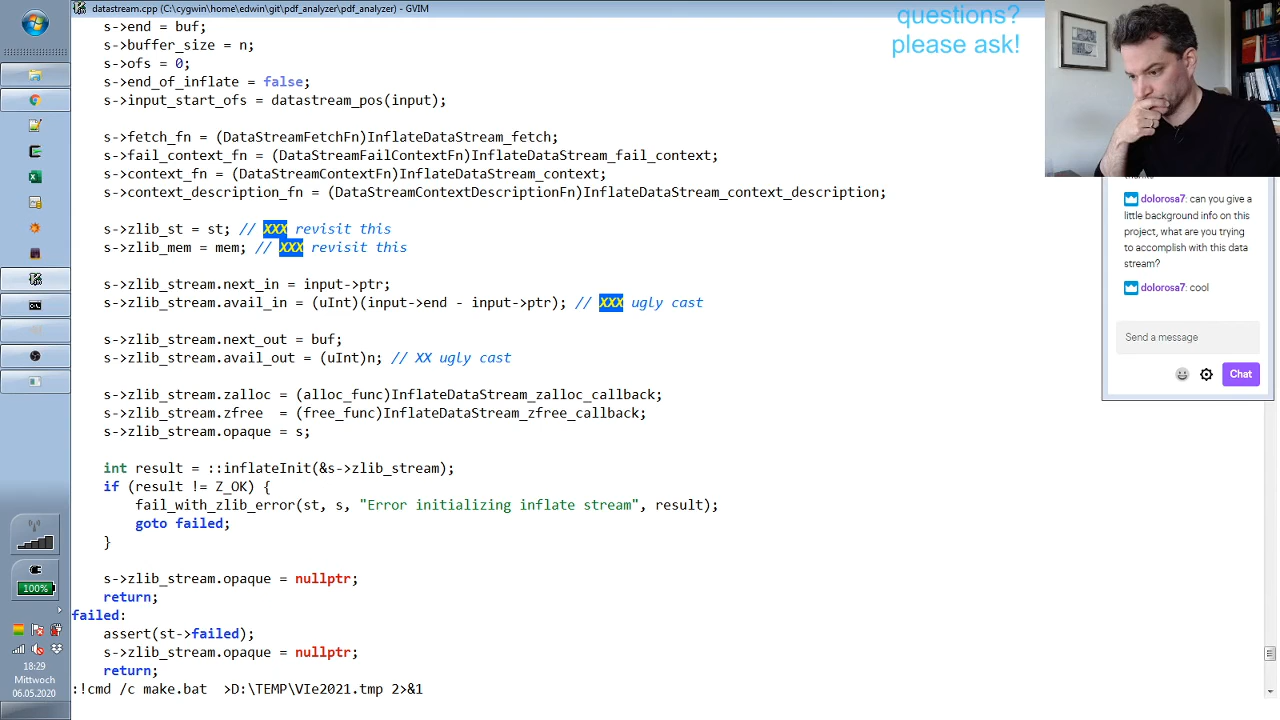 datastream.cpp (C:\cygwin\home\edwin\git\pdf_analyzer\pdf_analyzer) - GVIM
s->end = buf;
s->buffer_size = n;
s->ofs = 0;
s->end_of_inflate = false;
s->input_start_ofs = datastream_pos(input);
s->fetch_fn = (DataStreamFetchFn)InflateDataStream_fetch;
s->fail_context_fn = (DataStreamFailContextFn)InflateDataStream_fail_context;
s->context_fn = (DataStreamContextFn)InflateDataStream_context;
s->context_description_fn = (DataStreamContextDescriptionFn)InflateDataStream_context_description;
s->zlib_st = st; // XXX revisit this
s->zlib_mem = mem; // XXX revisit this
s->zlib_stream.next_in = input->ptr;
s->zlib_stream.avail_in = (uInt)(input->end - input->ptr); // XXX ugly cast
s->zlib_stream.next_out = buf;
s->zlib_stream.avail_out = (uInt)n; // XX ugly cast
s->zlib_stream.zalloc = (alloc_func)InflateDataStream_zalloc_callback;
s->zlib_stream.zfree  = (free_func)InflateDataStream_zfree_callback;
s->zlib_stream.opaque = s;
int result = ::inflateInit(&s->zlib_stream);
if (result != Z_OK) {
fail_with_zlib_error(st, s, "Error initializing inflate stream", result);
goto failed;
}
s->zlib_stream.opaque = nullptr;
return;
failed:
assert(st->failed);
s->zlib_stream.opaque = nullptr;
return;
:!cmd /c make.bat  >D:\TEMP\VIe2021.tmp 2>&1
questions?
please ask!
dolorosa7: can you give a
little background info on this
project, what are you trying
to accomplish with this data
stream?
dolorosa7: cool
Send a message
Chat
100%
18:29
Mittwoch
06.05.2020